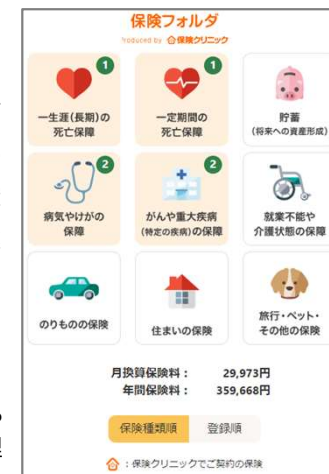 保険フォルダ
Produced by 保険クリニック
1
1
一生涯(長期)の
死亡保障
一定期間の
死亡保障
貯蓄
(将来への資産形成)
2
2
病気やけがの
保障
がんや重大疾病
(特定の疾病)の保障
就業不能や
介護状態の保障
のりものの保険
住まいの保険
旅行・ペット・
その他の保険
月換算保険料: 29,973円
年間保険料: 359,668円
保険種類順 登録順
:保険クリニックでご契約の保険